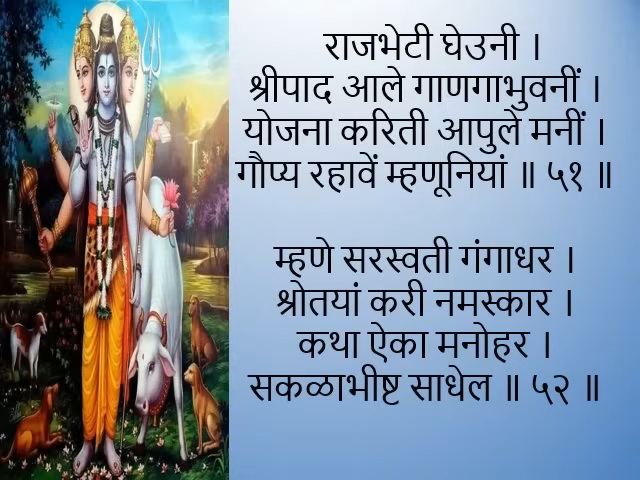 राजभेटी घेउनी ।
श्रीपाद आले गाणगाभुवनीं ।
योजना करिती आपुले मनीं ।
गौप्य रहावें म्हणूनियां ॥ ५१ ॥
म्हणे सरस्वती गंगाधर ।
श्रोतयां करी नमस्कार ।
कथा ऐका मनोहर ।
सकळाभीष्ट साधेल ॥ ५२ ॥